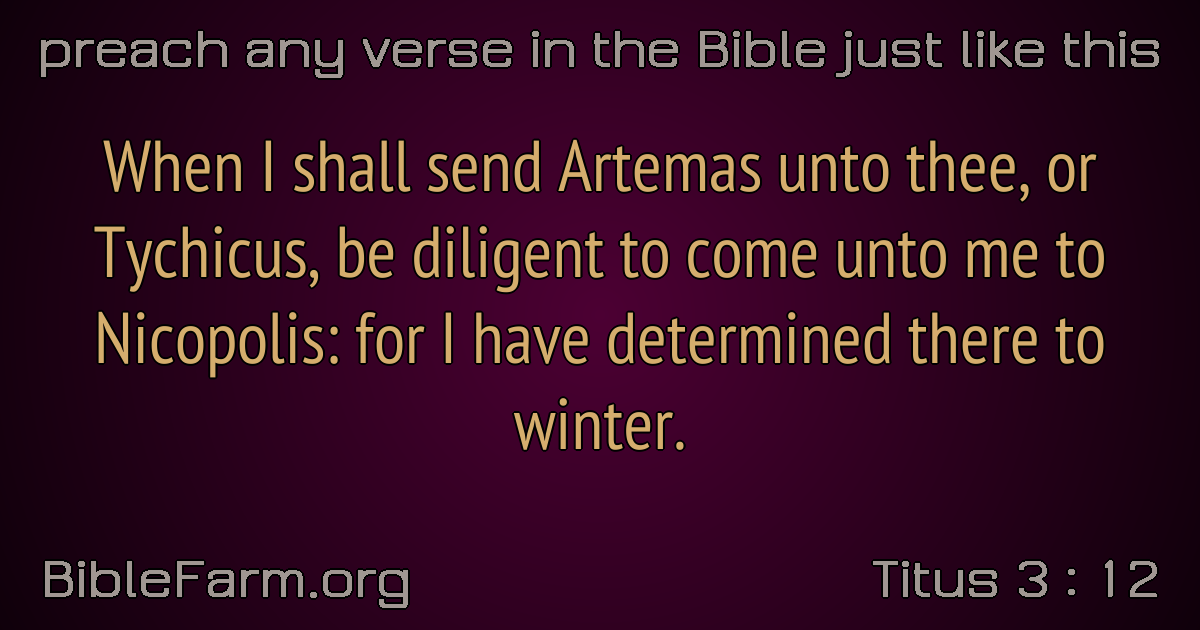 preach any verse in the Bible just like this
When I shall send Artemas unto thee, or
Tychicus, be diligent to come unto me to
Nicopolis: for I have determined there to
winter.
BibleFarm.org
Titus 3 : 12